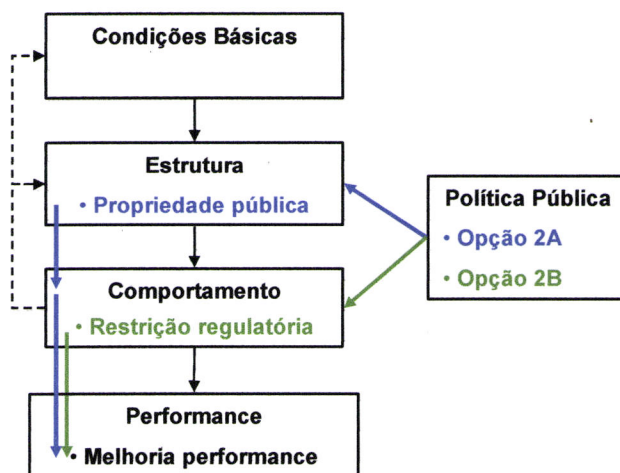 Condições Básicas
Estrutura
• Propriedade pública
Comportamento
• Restrição regulatória
Performance
• Melhoria performance
Política Pública
• Opção 2A
• Opção 2B